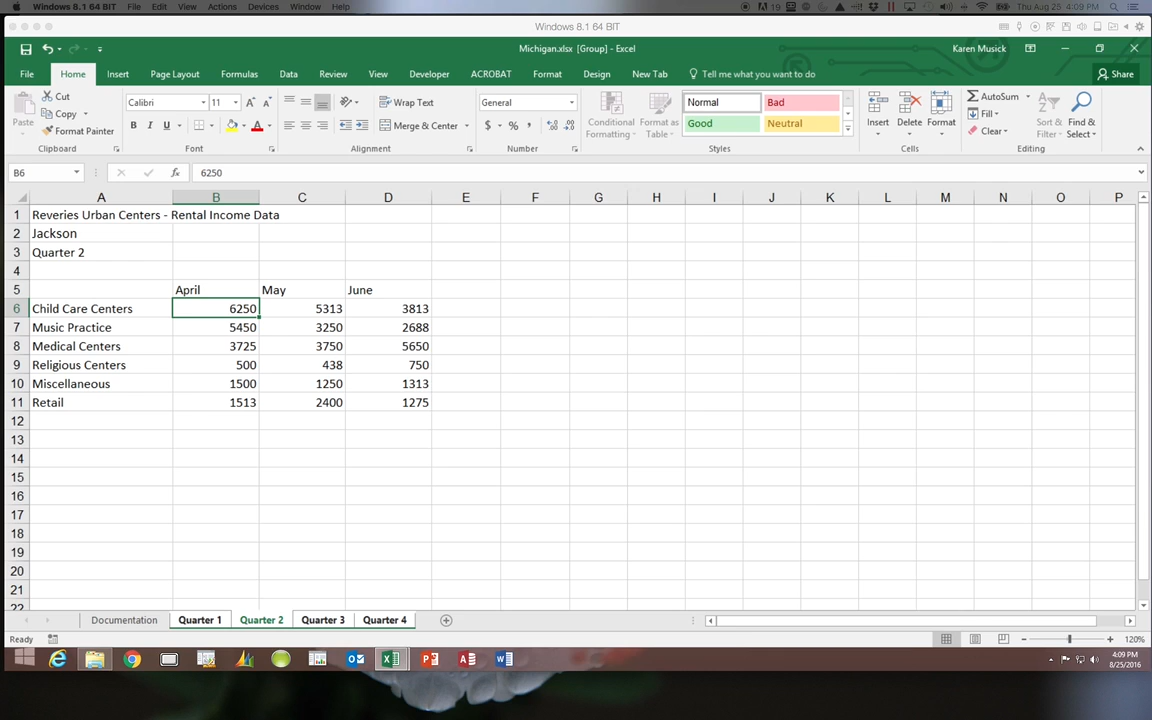 Windows 8.1 64 BIT File Edit View Actions Devices Window Help 19 Thu Aug 25 4:09 PM
Windows 8.1 64 BIT
Michigan.xlsx [Group] - Excel Karen Musick
File Home Insert Page Layout Formulas Data Review View Developer ACROBAT Format Design New Tab Tell me what you want to do Share
Paste Cut Copy Format Painter
Calibri 11 B I U
Wrap Text Merge & Center
General $ % ,
Conditional Formatting Format as Table
Normal Bad Good Neutral
Insert Delete Format
AutoSum Fill Clear Sort & Filter Find & Select
Clipboard Font Alignment Number Styles Cells Editing
B6 fx 6250
A B C D E F G H I J K L M N O P
1 Reveries Urban Centers - Rental Income Data
2 Jackson
3 Quarter 2
4
5 April May June
6 Child Care Centers 6250 5313 3813
7 Music Practice 5450 3250 2688
8 Medical Centers 3725 3750 5650
9 Religious Centers 500 438 750
10 Miscellaneous 1500 1250 1313
11 Retail 1513 2400 1275
12
13
14
15
16
17
18
19
20
21
22
Documentation Quarter 1 Quarter 2 Quarter 3 Quarter 4
Ready 120%
4:09 PM
8/25/2016